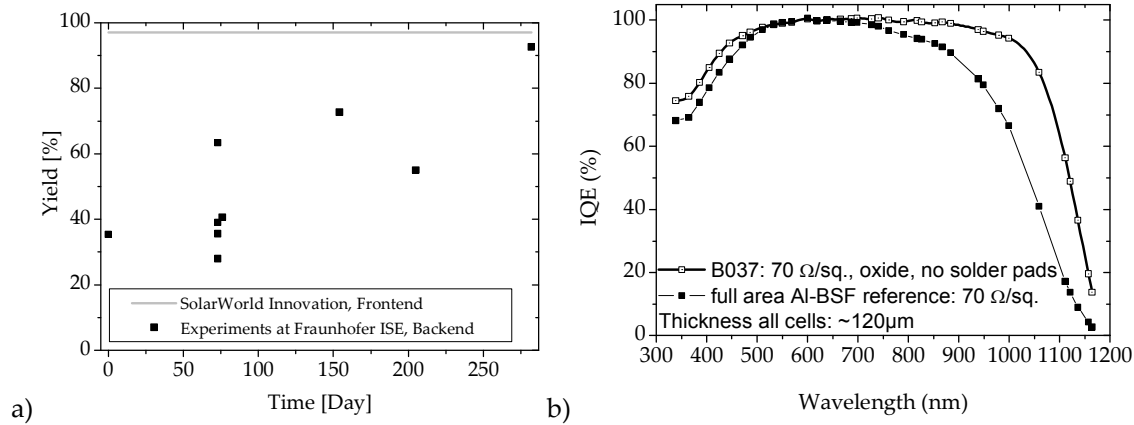 100
80
60
40
20
0
Yield [%]
SolarWorld Innovation, Frontend
Experiments at Fraunhofer ISE, Backend
0 50 100 150 200 250
Time [Day]
a)
100
80
60
40
20
0
IQE (%)
B037: 70 Ω/sq., oxide, no solder pads
full area Al-BSF reference: 70 Ω/sq.
Thickness all cells: ~120µm
300 400 500 600 700 800 900 1000 1100 1200
Wavelength (nm)
b)